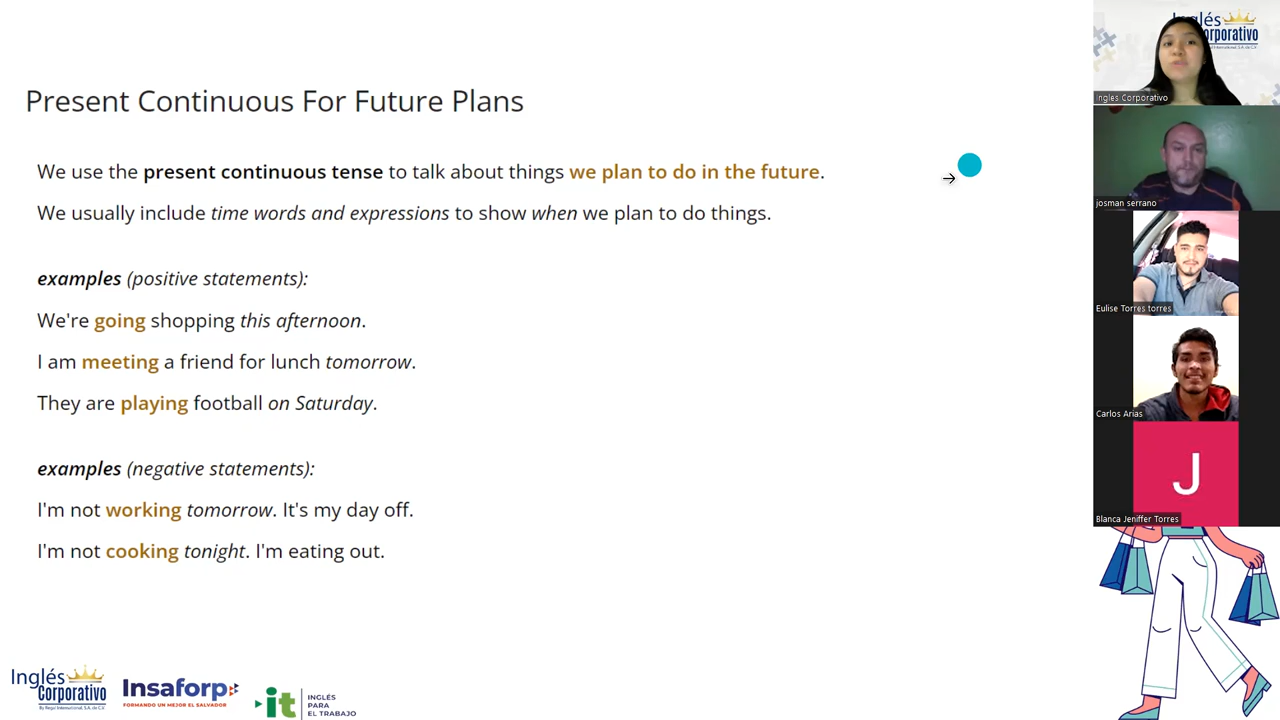 Present Continuous For Future Plans
We use the present continuous tense to talk about things we plan to do in the future.
We usually include time words and expressions to show when we plan to do things.
examples (positive statements):
We're going shopping this afternoon.
I am meeting a friend for lunch tomorrow.
They are playing football on Saturday.
examples (negative statements):
I'm not working tomorrow. It's my day off.
I'm not cooking tonight. I'm eating out.
Inglés
Corporativo
By Regal International, S.A. de C.V.
Insaforp
FORMANDO UN MEJOR EL SALVADOR
it
INGLÉS
PARA
EL TRABAJO
Inglés
Corporativo
Ingles Corporativo
josman serrano
Eulise Torres torres
Carlos Arias
J
Blanca Jeniffer Torres